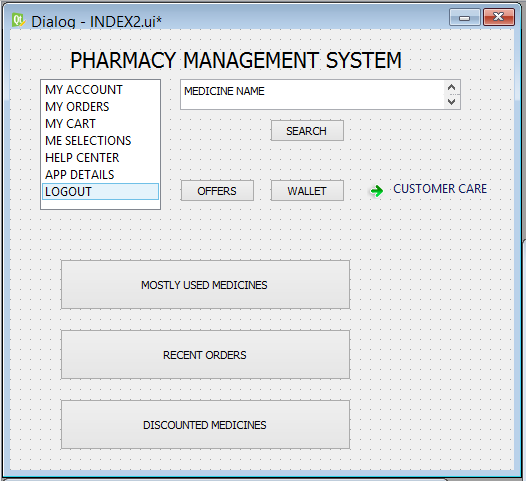 Dialog - INDEX2.ui*
PHARMACY MANAGEMENT SYSTEM
MY ACCOUNT
MY ORDERS
MY CART
ME SELECTIONS
HELP CENTER
APP DETAILS
LOGOUT
MEDICINE NAME
SEARCH
OFFERS
WALLET
CUSTOMER CARE
MOSTLY USED MEDICINES
RECENT ORDERS
DISCOUNTED MEDICINES